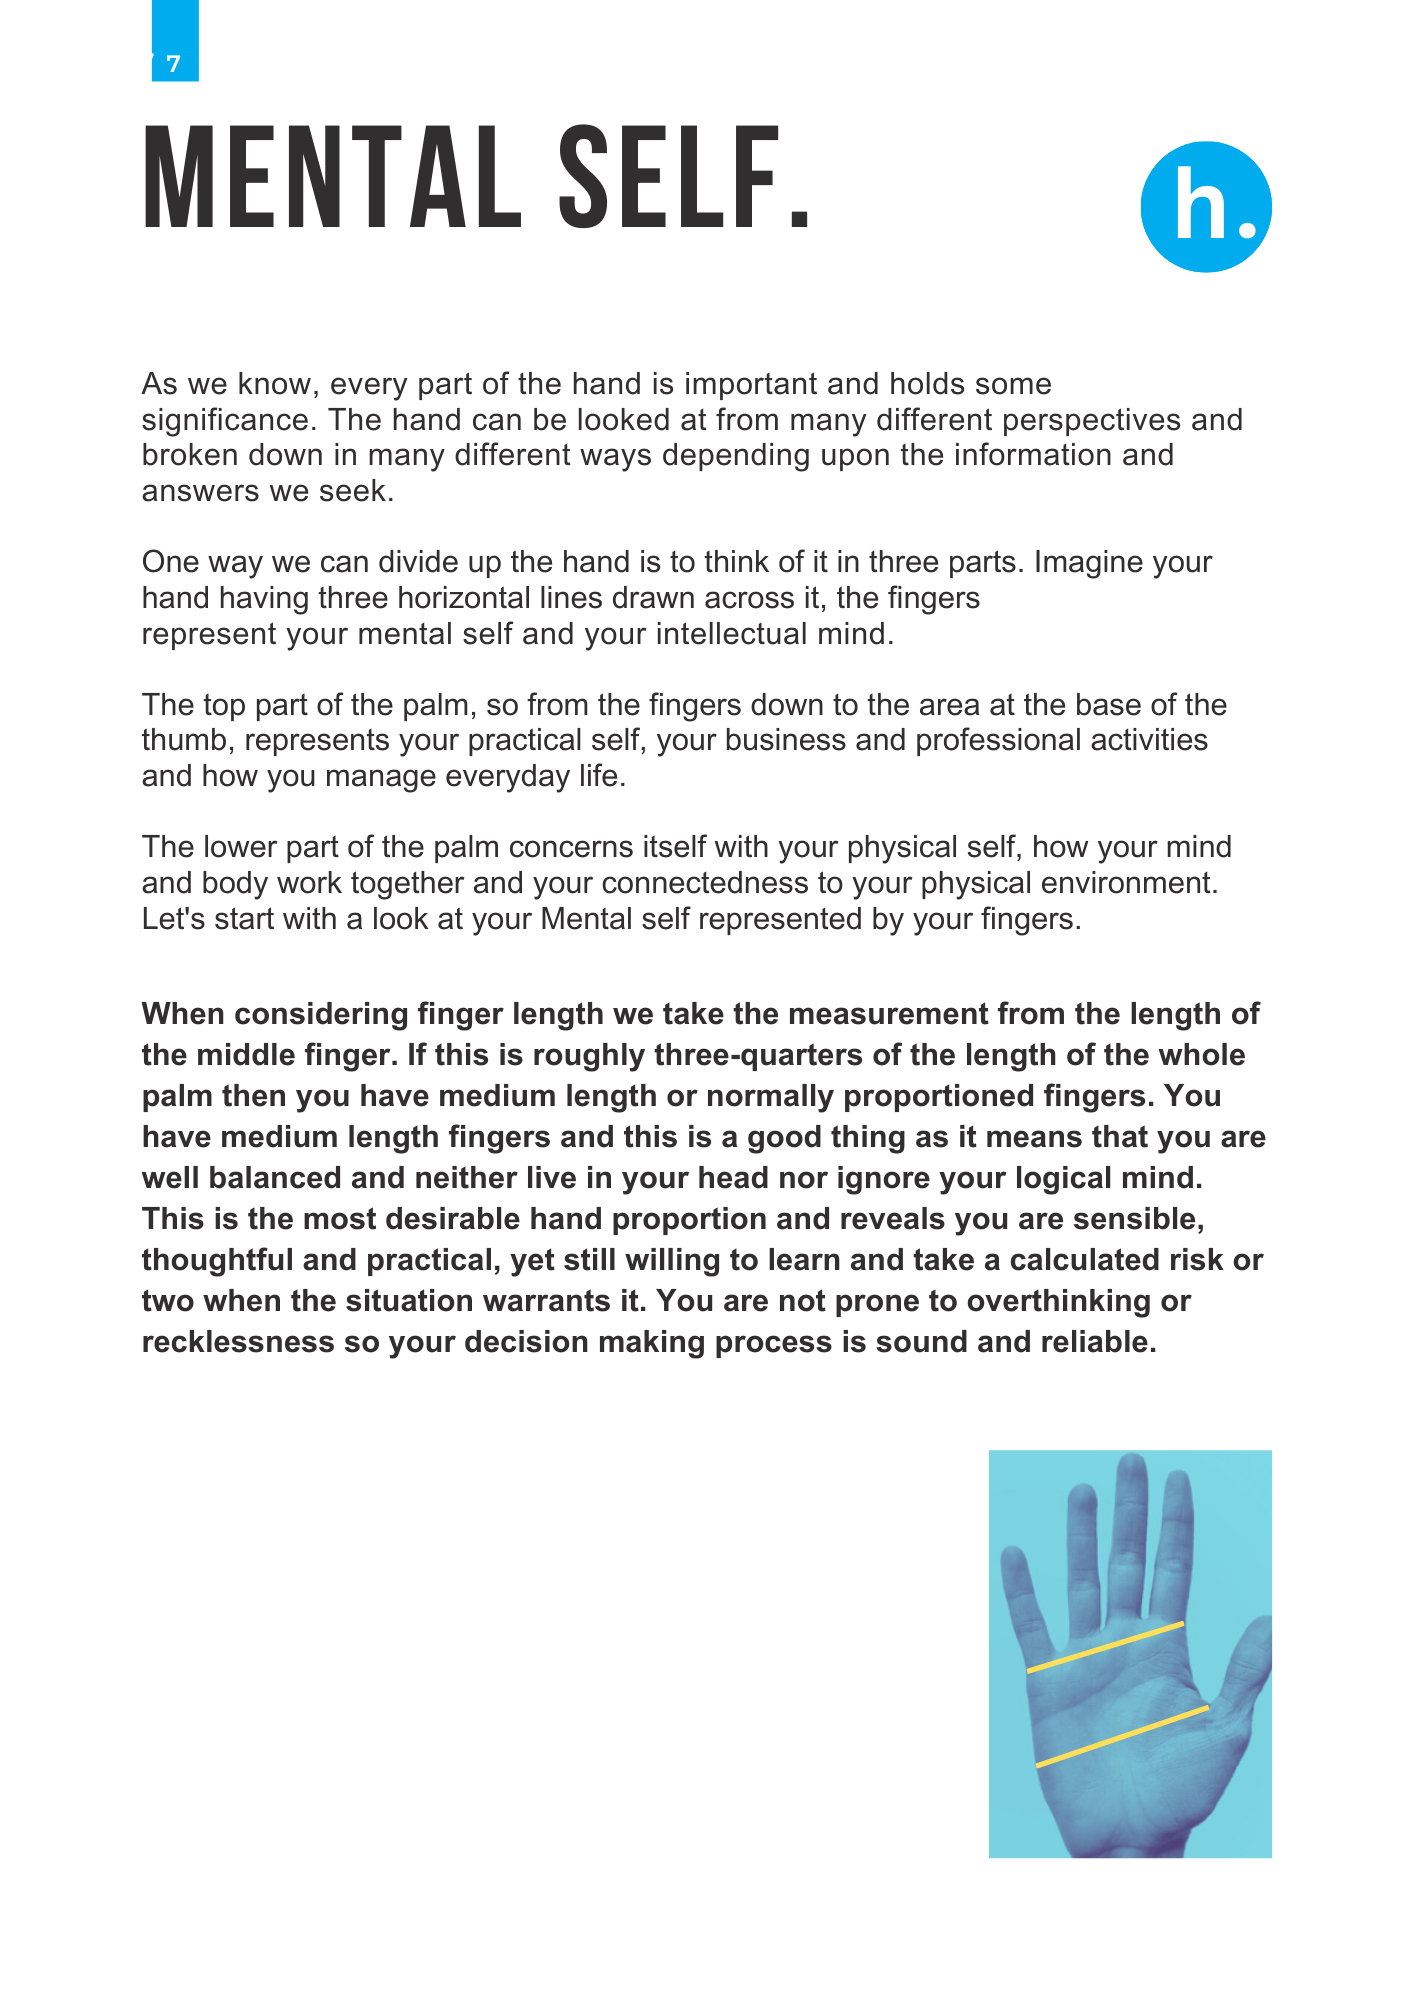 7
MENTAL SELF.
h.
As we know, every part of the hand is important and holds some
significance. The hand can be looked at from many different perspectives and
broken down in many different ways depending upon the information and
answers we seek.
One way we can divide up the hand is to think of it in three parts. Imagine your
hand having three horizontal lines drawn across it, the fingers
represent your mental self and your intellectual mind.
The top part of the palm, so from the fingers down to the area at the base of the
thumb, represents your practical self, your business and professional activities
and how you manage everyday life.
The lower part of the palm concerns itself with your physical self, how your mind
and body work together and your connectedness to your physical environment.
Let's start with a look at your Mental self represented by your fingers.
When considering finger length we take the measurement from the length of
the middle finger. If this is roughly three-quarters of the length of the whole
palm then you have medium length or normally proportioned fingers. You
have medium length fingers and this is a good thing as it means that you are
well balanced and neither live in your head nor ignore your logical mind.
This is the most desirable hand proportion and reveals you are sensible,
thoughtful and practical, yet still willing to learn and take a calculated risk or
two when the situation warrants it. You are not prone to overthinking or
recklessness so your decision making process is sound and reliable.